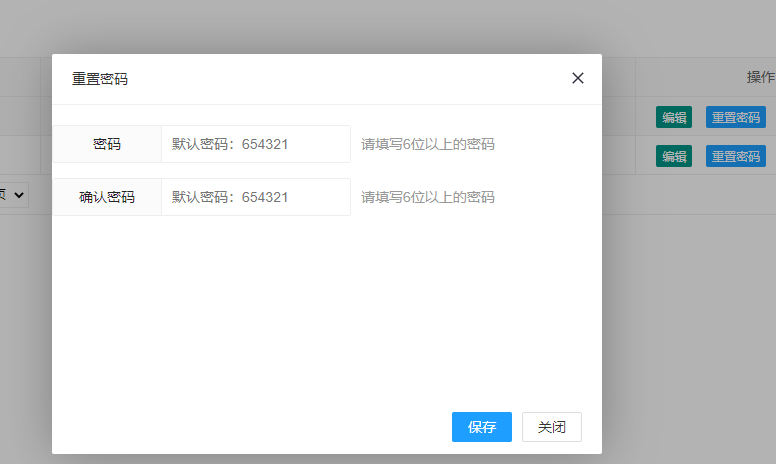 重置密码
操作
密码 默认密码：654321 请填写6位以上的密码
编辑 重置密码
编辑 重置密码
确认密码 默认密码：654321 请填写6位以上的密码
页
保存 关闭